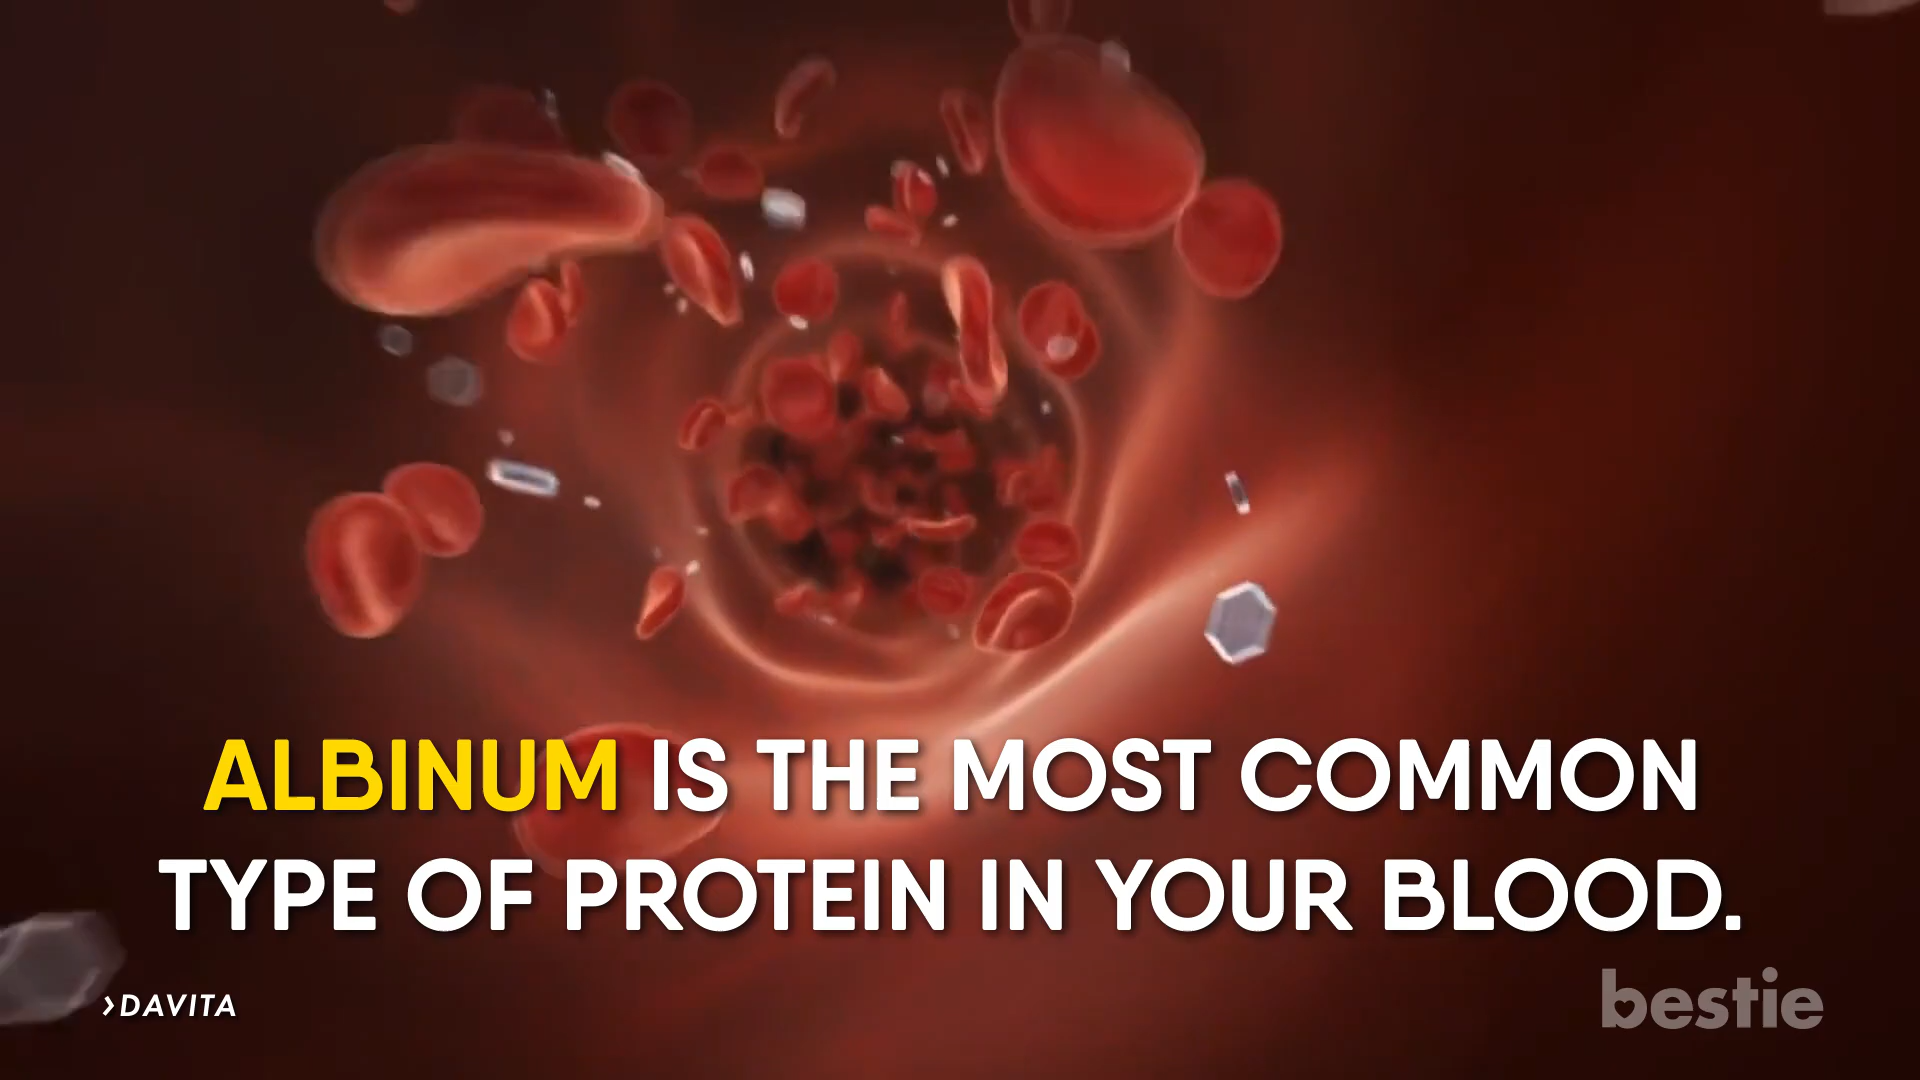 ALBINUM IS THE MOST COMMON
TYPE OF PROTEIN IN YOUR BLOOD.
›DAVITA
bestie